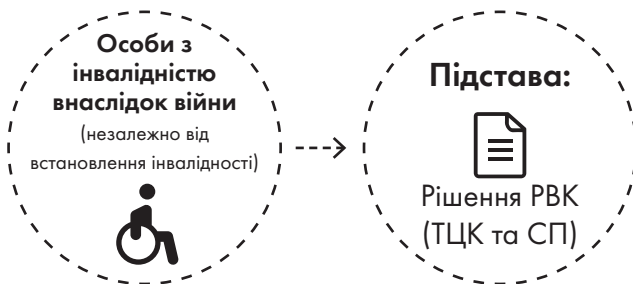 Особи з
інвалідністю
внаслідок війни
(незалежно від
встановлення інвалідності)
Підстава:
Рішення РВК
(ТЦК та СП)